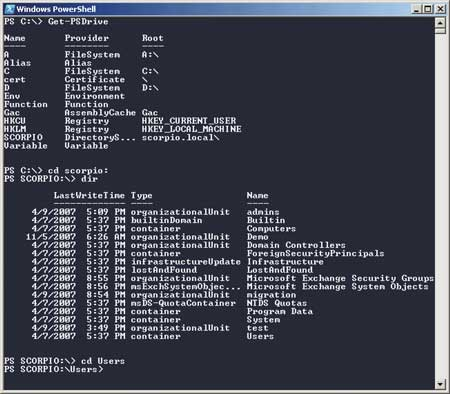 Windows PowerShell
PS C:\> Get-PSDrive
Name Provider Root
---- -------- ----
A FileSystem A:\
Alias Alias
C FileSystem C:\
cert Certificate \
D FileSystem D:\
Env Environment
Function Function
Gac AssemblyCache Gac
HKCU Registry HKEY_CURRENT_USER
HKLM Registry HKEY_LOCAL_MACHINE
SCORPIO DirectoryS... scorpio.local\
Variable Variable
PS C:\> cd scorpio:
PS SCORPIO:\> dir
LastWriteTime Type Name
------------- ---- ----
4/9/2007 5:09 PM organizationalUnit admins
4/7/2007 5:37 PM builtinDomain Builtin
4/7/2007 5:37 PM container Computers
11/5/2007 6:26 AM organizationalUnit Demo
4/7/2007 5:37 PM organizationalUnit Domain Controllers
4/7/2007 5:37 PM container ForeignSecurityPrincipals
4/7/2007 5:37 PM infrastructureUpdate Infrastructure
4/7/2007 5:37 PM lostAndFound LostAndFound
4/7/2007 8:55 PM organizationalUnit Microsoft Exchange Security Groups
4/7/2007 8:56 PM msExchSystemObjec... Microsoft Exchange System Objects
4/9/2007 8:54 PM organizationalUnit migration
4/7/2007 5:37 PM msDS-QuotaContainer NTDS Quotas
4/7/2007 5:37 PM container Program Data
4/7/2007 5:37 PM container System
4/9/2007 3:49 PM organizationalUnit test
4/7/2007 5:37 PM container Users
PS SCORPIO:\> cd Users
PS SCORPIO:\Users>